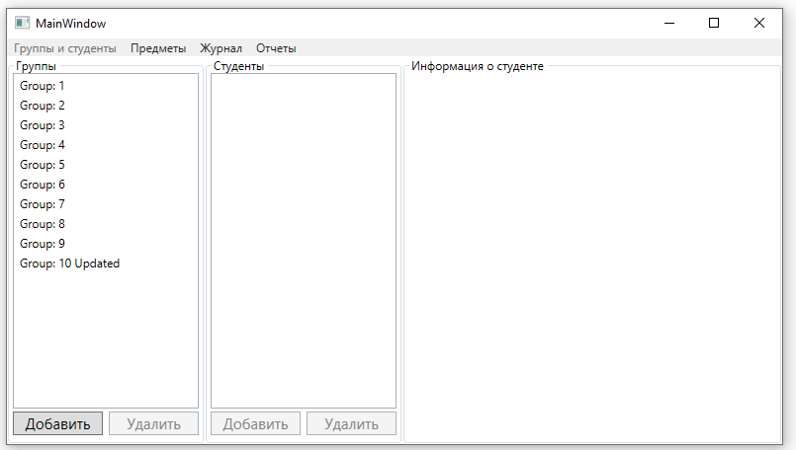 MainWindow
Группы и студенты Предметы Журнал Отчеты
Группы
Group: 1
Group: 2
Group: 3
Group: 4
Group: 5
Group: 6
Group: 7
Group: 8
Group: 9
Group: 10 Updated
Добавить Удалить
Студенты
Добавить Удалить
Информация о студенте